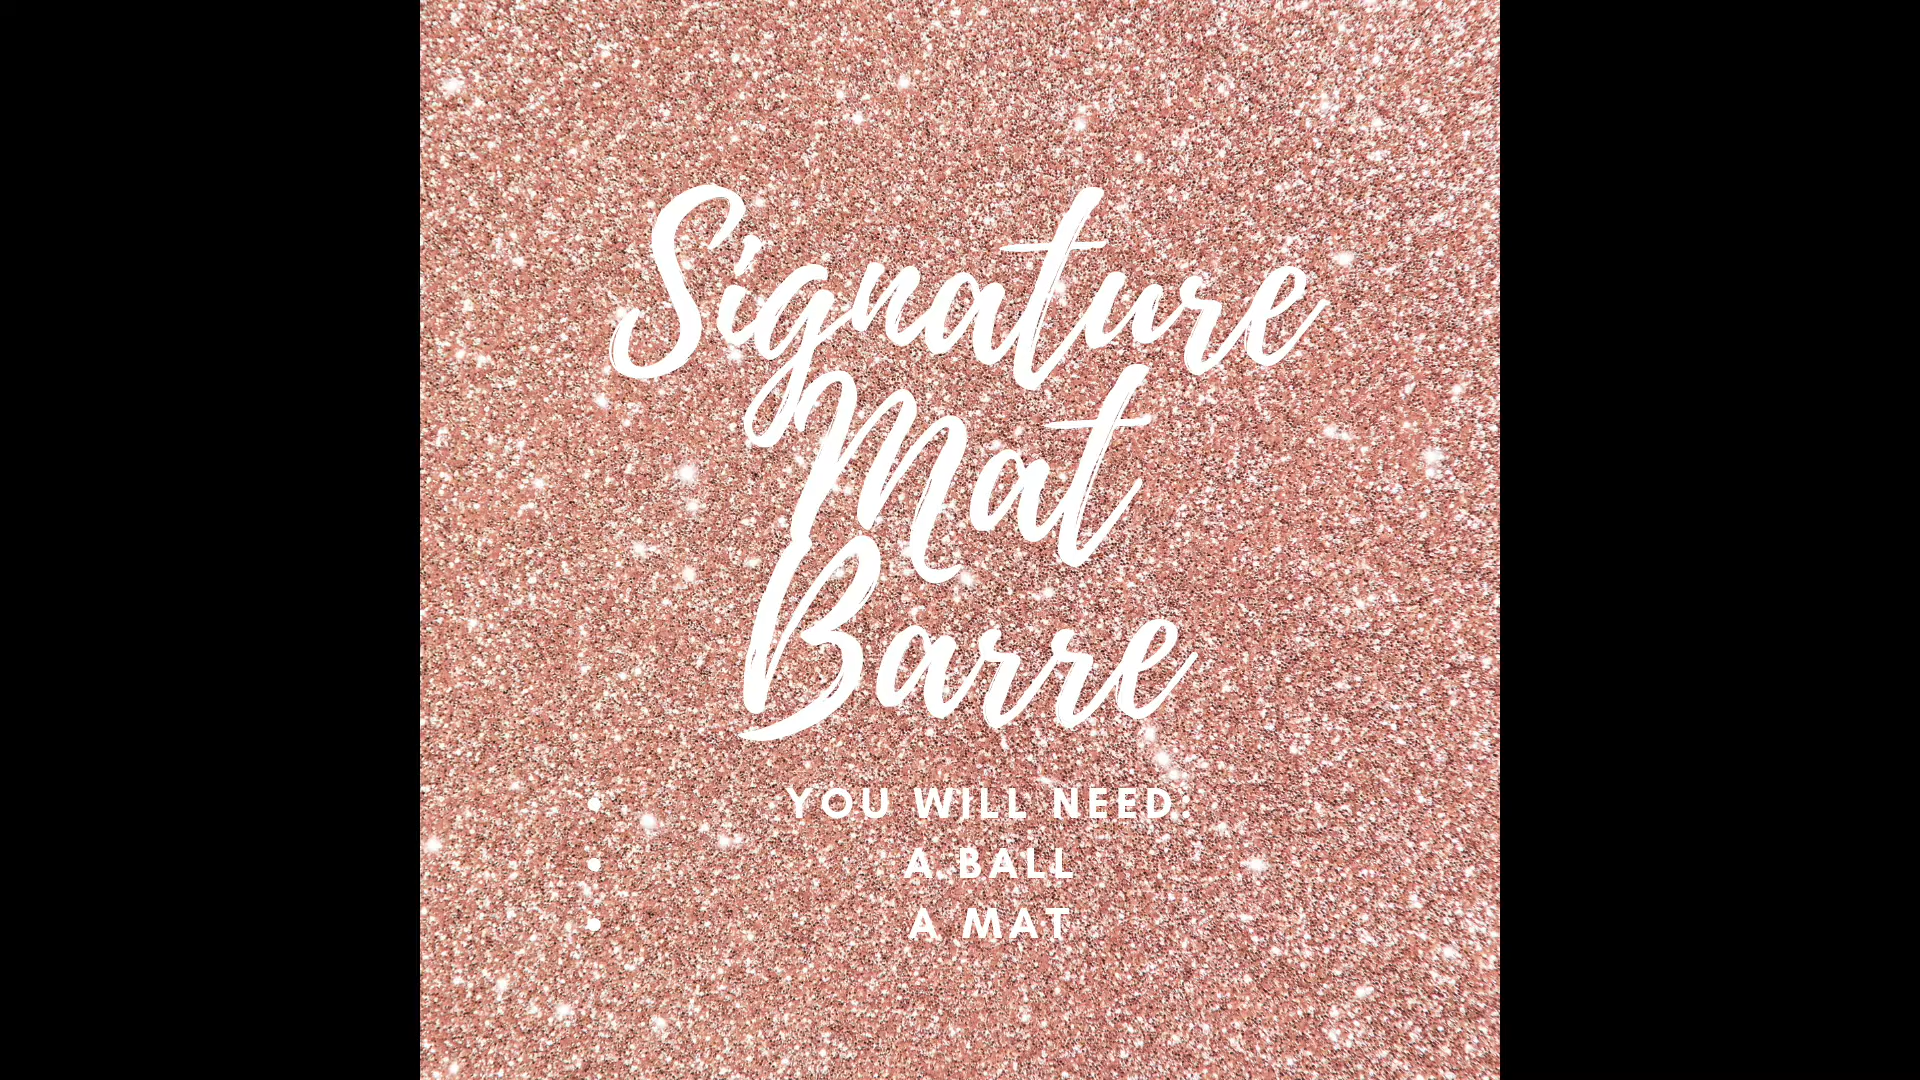 Signature
Mat
Barre
• YOU WILL NEED:
• A BALL
• A MAT